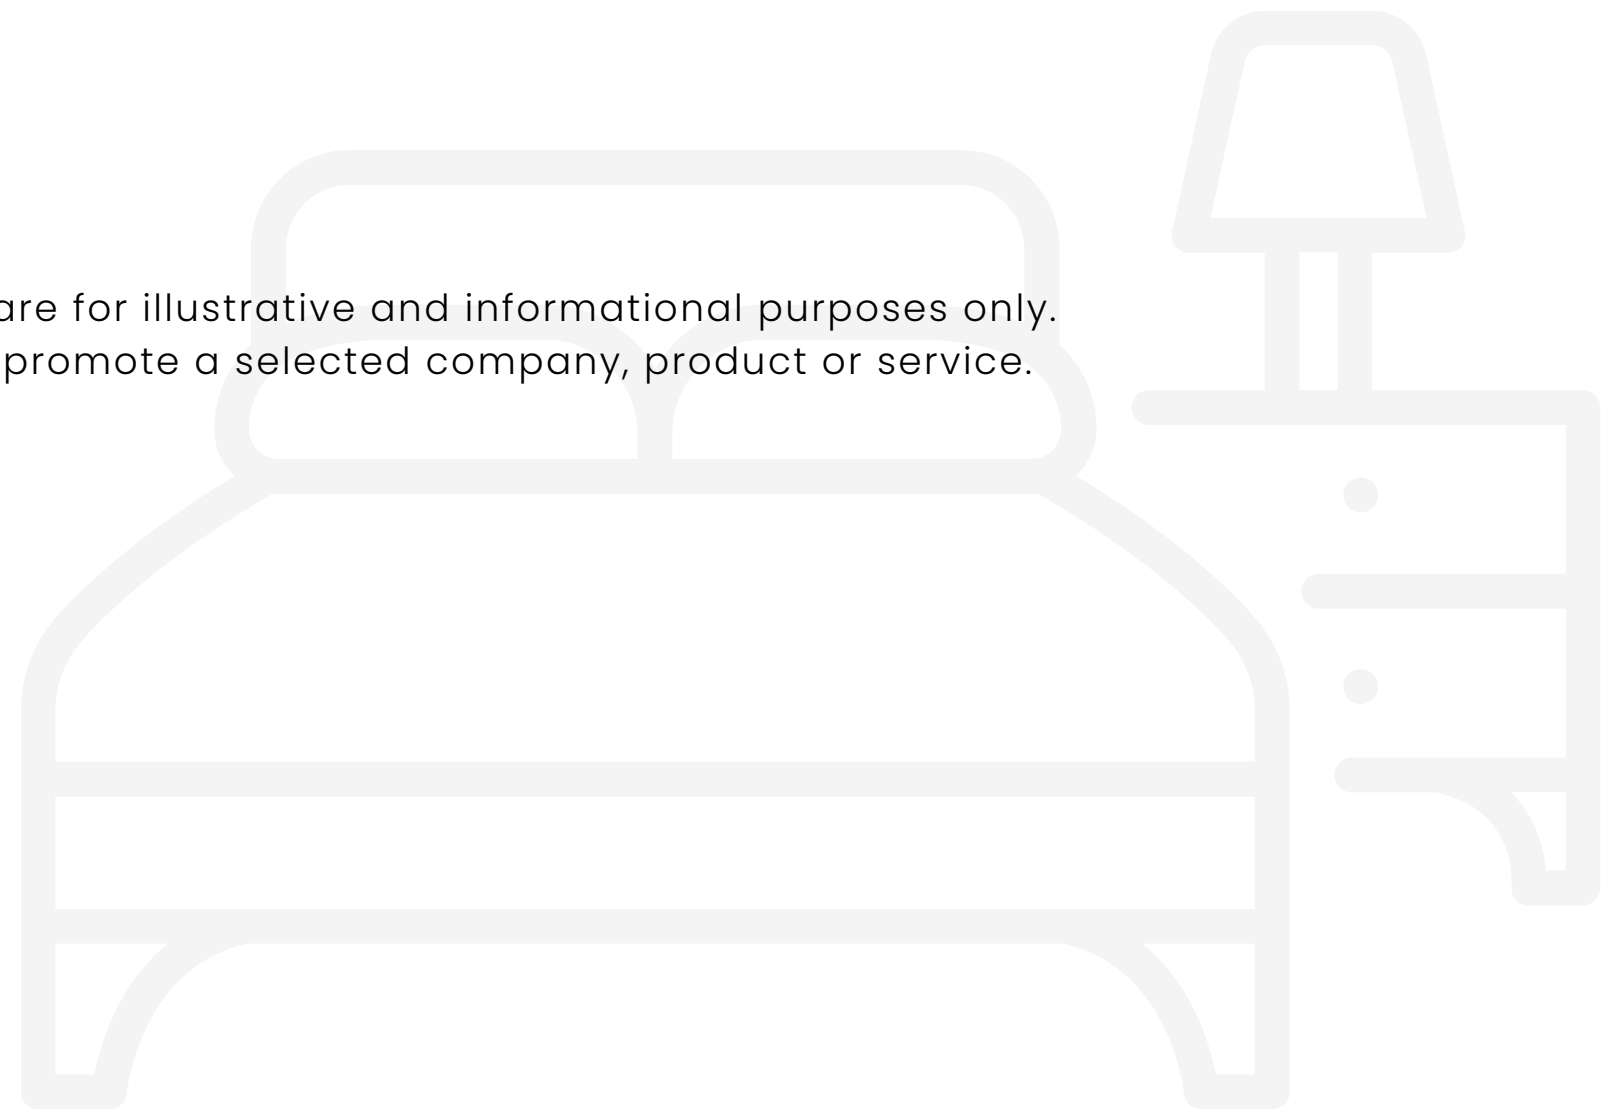 are for illustrative and informational purposes only.
promote a selected company, product or service.